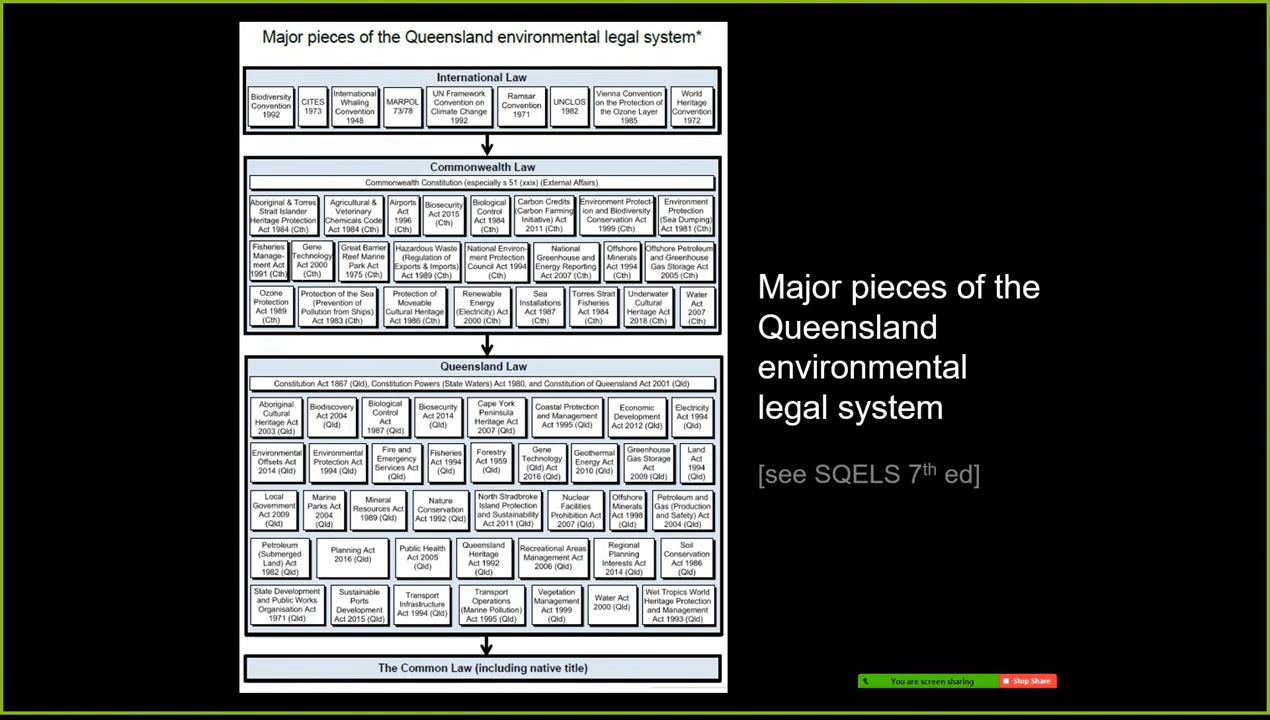 Major pieces of the Queensland environmental legal system*
International Law
Biodiversity
Convention
1992
CITES
1973
International
Whaling
Convention
1948
MARPOL
73/78
UN Framework
Convention on
Climate Change
1992
Ramsar
Convention
1971
UNCLOS
1982
Vienna Convention
on the Protection of
the Ozone Layer
1985
World
Heritage
Convention
1972
Commonwealth Law
Commonwealth Constitution (especially s 51 (xxix) (External Affairs)
Aboriginal & Torres
Strait Islander
Heritage Protection
Act 1984 (Cth)
Agricultural &
Veterinary
Chemicals Code
Act 1984 (Cth)
Airports
Act
1996
(Cth)
Biosecurity
Act 2015
(Cth)
Biological
Control
Act 1984
(Cth)
Carbon Credits
(Carbon Farming
Initiative) Act
2011 (Cth)
Environment Protect-
ion and Biodiversity
Conservation Act
1999 (Cth)
Environment
Protection
(Sea Dumping)
Act 1981 (Cth)
Fisheries
Manage-
ment Act
1991 (Cth)
Gene
Technology
Act 2000
(Cth)
Great Barrier
Reef Marine
Park Act
1975 (Cth)
Hazardous Waste
(Regulation of
Exports & Imports)
Act 1989 (Cth)
National Environ-
ment Protection
Council Act 1994
(Cth)
National
Greenhouse and
Energy Reporting
Act 2007 (Cth)
Offshore
Minerals
Act 1994
(Cth)
Offshore Petroleum
and Greenhouse
Gas Storage Act
2005 (Cth)
Ozone
Protection
Act 1989
(Cth)
Protection of the Sea
(Prevention of
Pollution from Ships)
Act 1983 (Cth)
Protection of
Moveable
Cultural Heritage
Act 1986 (Cth)
Renewable
Energy
(Electricity) Act
2000 (Cth)
Sea
Installations
Act 1987
(Cth)
Torres Strait
Fisheries
Act 1984
(Cth)
Underwater
Cultural
Heritage Act
2018 (Cth)
Water
Act
2007
(Cth)
Queensland Law
Constitution Act 1867 (Qld), Constitution Powers (State Waters) Act 1980, and Constitution of Queensland Act 2001 (Qld)
Aboriginal
Cultural
Heritage Act
2003 (Qld)
Biodiscovery
Act 2004
(Qld)
Biological
Control
Act
1987 (Qld)
Biosecurity
Act 2014
(Qld)
Cape York
Peninsula
Heritage Act
2007 (Qld)
Coastal Protection
and Management
Act 1995 (Qld)
Economic
Development
Act 2012 (Qld)
Electricity
Act 1994
(Qld)
Environmental
Offsets Act
2014 (Qld)
Environmental
Protection Act
1994 (Qld)
Fire and
Emergency
Services Act
(Qld)
Fisheries
Act 1994
(Qld)
Forestry
Act 1959
(Qld)
Gene
Technology
(Qld) Act
2016 (Qld)
Geothermal
Energy Act
2010 (Qld)
Greenhouse
Gas Storage
Act
2009 (Qld)
Land
Act
1994
(Qld)
Local
Government
Act 2009
(Qld)
Marine
Parks Act
2004
(Qld)
Mineral
Resources Act
1989 (Qld)
Nature
Conservation
Act 1992 (Qld)
North Stradbroke
Island Protection
and Sustainability
Act 2011 (Qld)
Nuclear
Facilities
Prohibition Act
2007 (Qld)
Offshore
Minerals
Act 1998
(Qld)
Petroleum and
Gas (Production
and Safety) Act
2004 (Qld)
Petroleum
(Submerged
Land) Act
1982 (Qld)
Planning Act
2016 (Qld)
Public Health
Act 2005
(Qld)
Queensland
Heritage
Act 1992
(Qld)
Recreational Areas
Management Act
2006 (Qld)
Regional
Planning
Interests Act
2014 (Qld)
Soil
Conservation
Act 1986
(Qld)
State Development
and Public Works
Organisation Act
1971 (Qld)
Sustainable
Ports
Development
Act 2015 (Qld)
Transport
Infrastructure
Act 1994 (Qld)
Transport
Operations
(Marine Pollution)
Act 1995 (Qld)
Vegetation
Management
Act 1999
(Qld)
Water Act
2000 (Qld)
Wet Tropics World
Heritage Protection
and Management
Act 1993 (Qld)
The Common Law (including native title)
Major pieces of the
Queensland
environmental
legal system
[see SQELS 7th ed]
You are screen sharing
Stop Share